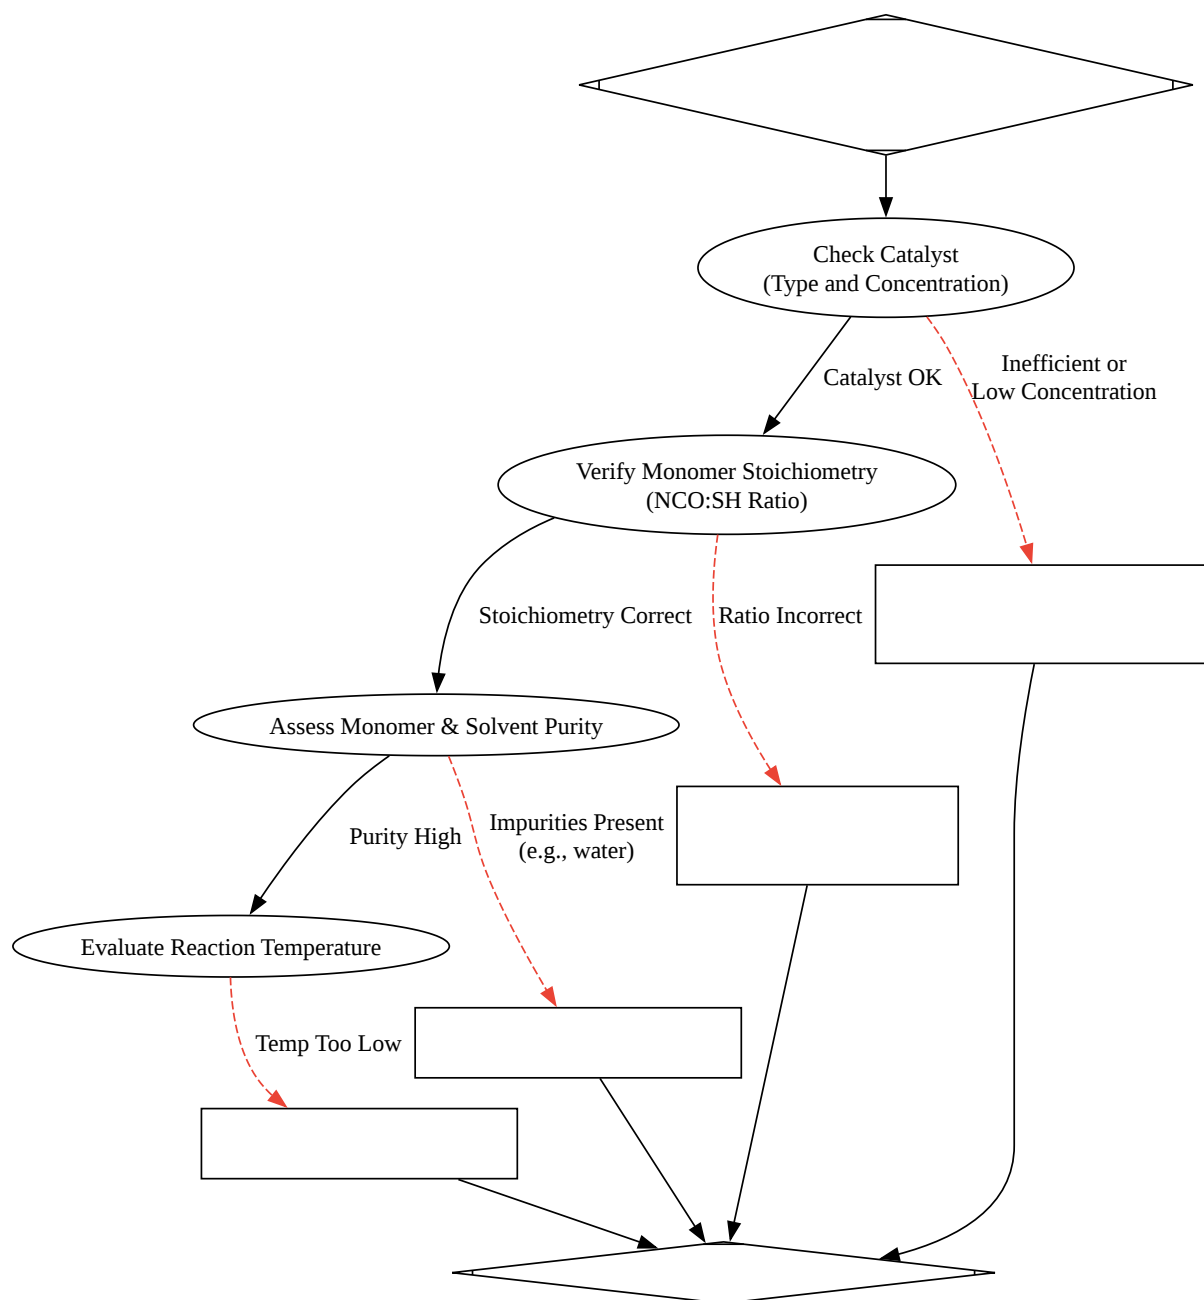 Check Catalyst
(Type and Concentration)
Catalyst OK
Inefficient or
Low Concentration
Verify Monomer Stoichiometry
(NCO:SH Ratio)
Stoichiometry Correct
Ratio Incorrect
Assess Monomer & Solvent Purity
Purity High
Impurities Present
(e.g., water)
Evaluate Reaction Temperature
Temp Too Low